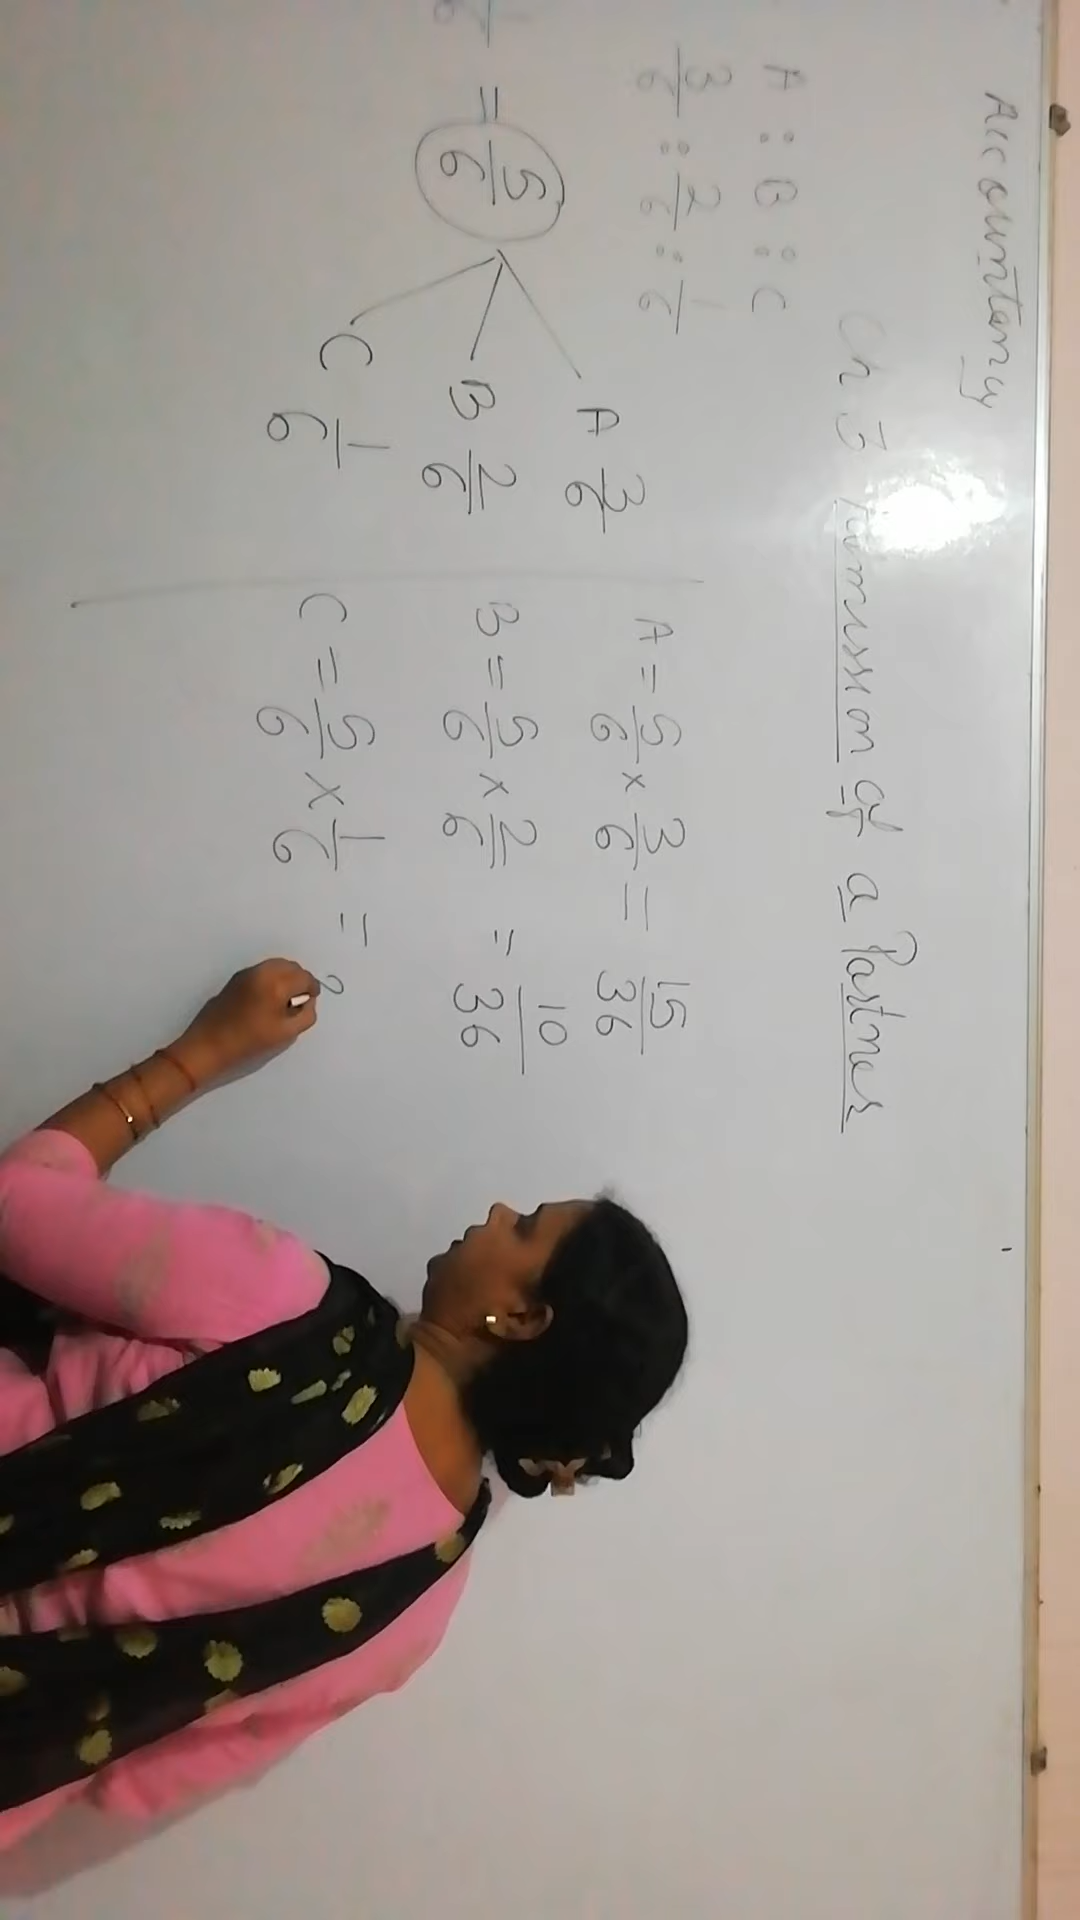 Accountany
Ch 3 Admission of a Partner
A : B : C
3/6 : 2/6 : 1/6
= 5/6
A 3/6
B 2/6
C 1/6
A = 5/6 × 3/6 = 15/36
B = 5/6 × 2/6 = 10/36
C = 5/6 × 1/6 =